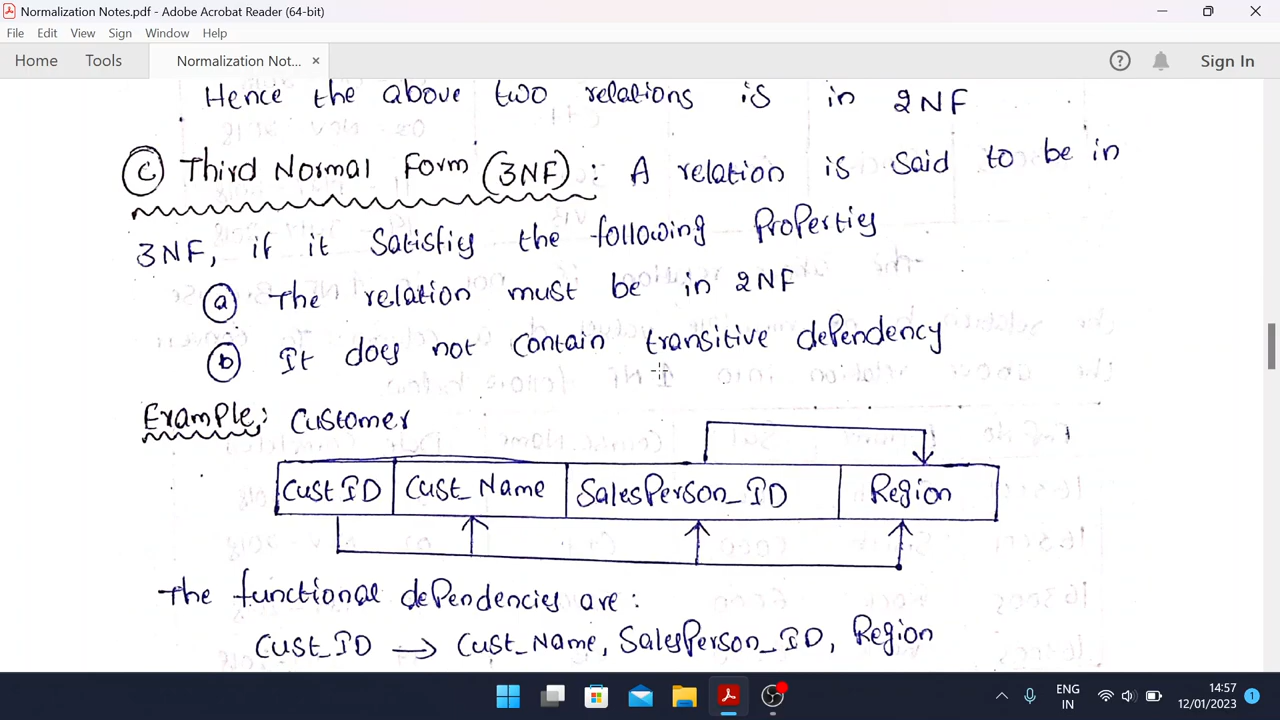 Normalization Notes.pdf - Adobe Acrobat Reader (64-bit)
File Edit View Sign Window Help
Home Tools Normalization Not... × Sign In
Hence the above two relations is in 2NF
(C) Third Normal Form (3NF): A relation is said to be in
3NF, if it satisfies the following Properties
(a) The relation must be in 2NF
(b) It does not contain transitive dependency
Example: Customer
Cust ID Cust_Name SalesPerson_ID Region
The functional dependencies are :
Cust_ID → Cust_Name, SalesPerson_ID, Region
ENG 14:57
IN 12/01/2023 1